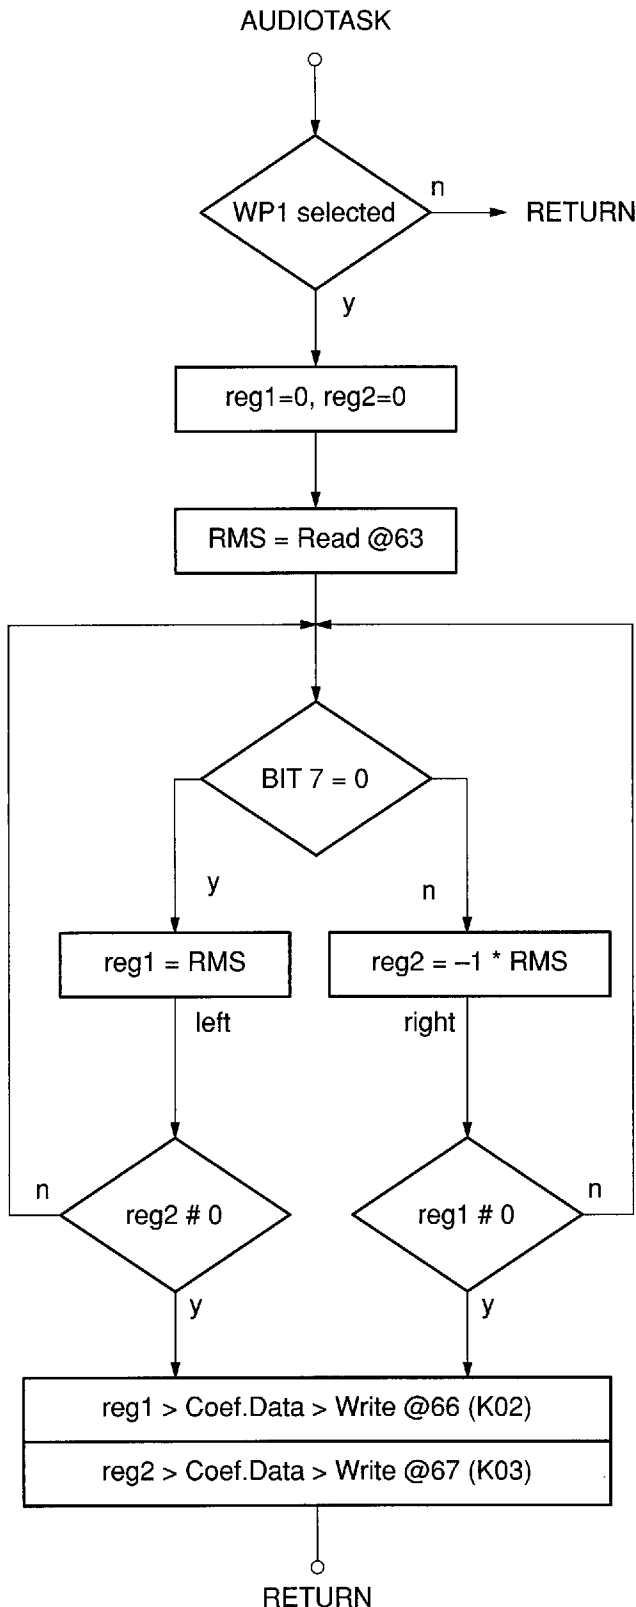 AUDIOTASK
WP1 selected
n
RETURN
y
reg1=0, reg2=0
RMS = Read @63
BIT 7 = 0
y
n
reg1 = RMS
reg2 = –1 * RMS
left
right
n
reg2 # 0
reg1 # 0
n
y
y
reg1 > Coef.Data > Write @66 (K02)
reg2 > Coef.Data > Write @67 (K03)
RETURN